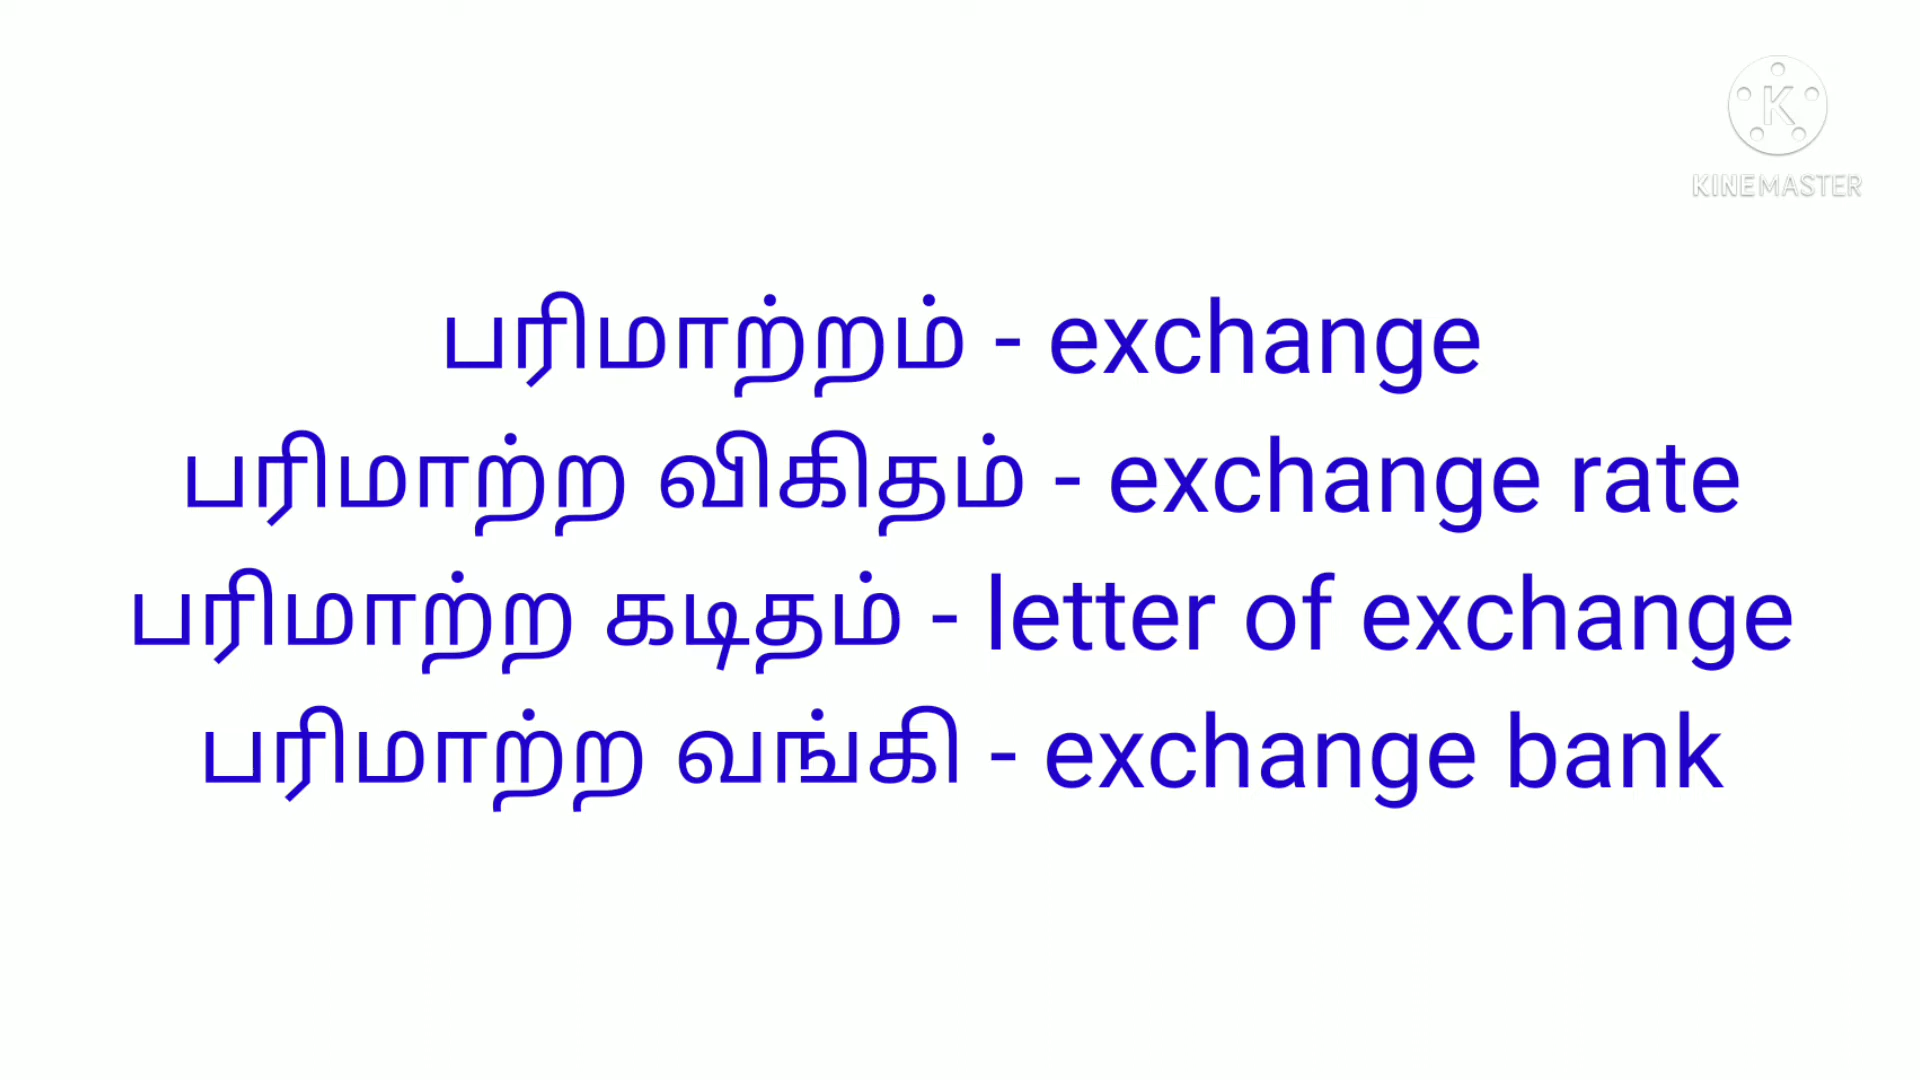 K
KINEMASTER
பரிமாற்றம் - exchange
பரிமாற்ற விகிதம் - exchange rate
பரிமாற்ற கடிதம் - letter of exchange
பரிமாற்ற வங்கி - exchange bank